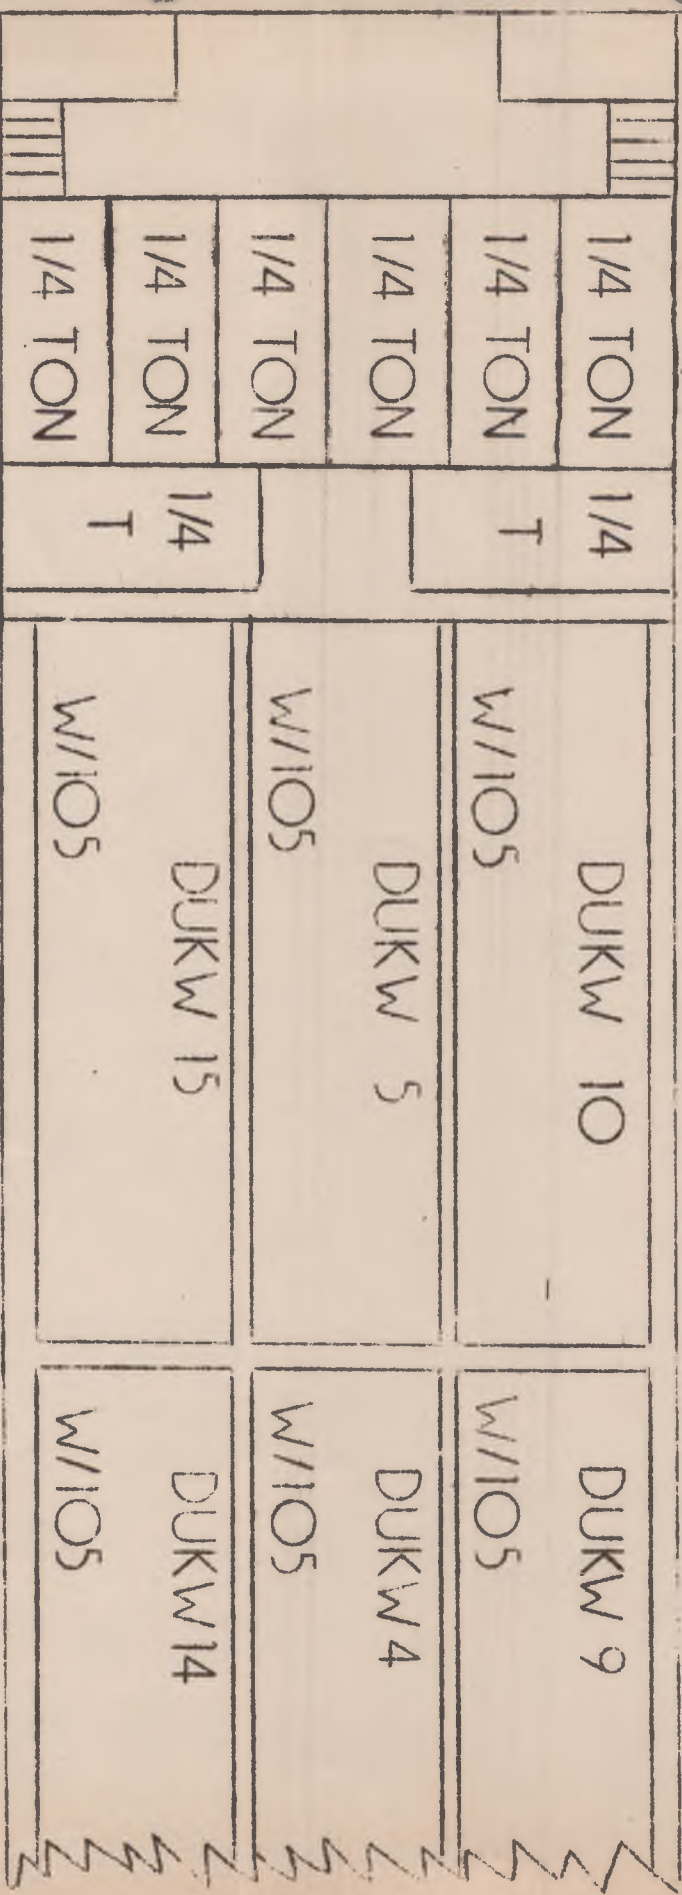 1/4 TON
1/4 TON
1/4 TON
1/4 TON
1/4 TON
1/4 TON
1/4
T
1/4
T
DUKW 10
W/105
DUKW 5
W/105
DUKW 15
W/105
DUKW 9
W/105
DUKW 4
W/105
DUKW 14
W/105